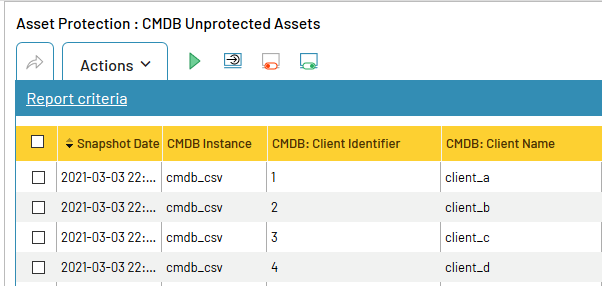 Asset Protection : CMDB Unprotected Assets
Actions
Report criteria
Snapshot Date CMDB Instance CMDB: Client Identifier CMDB: Client Name
2021-03-03 22:... cmdb_csv 1 client_a
2021-03-03 22:... cmdb_csv 2 client_b
2021-03-03 22:... cmdb_csv 3 client_c
2021-03-03 22:... cmdb_csv 4 client_d